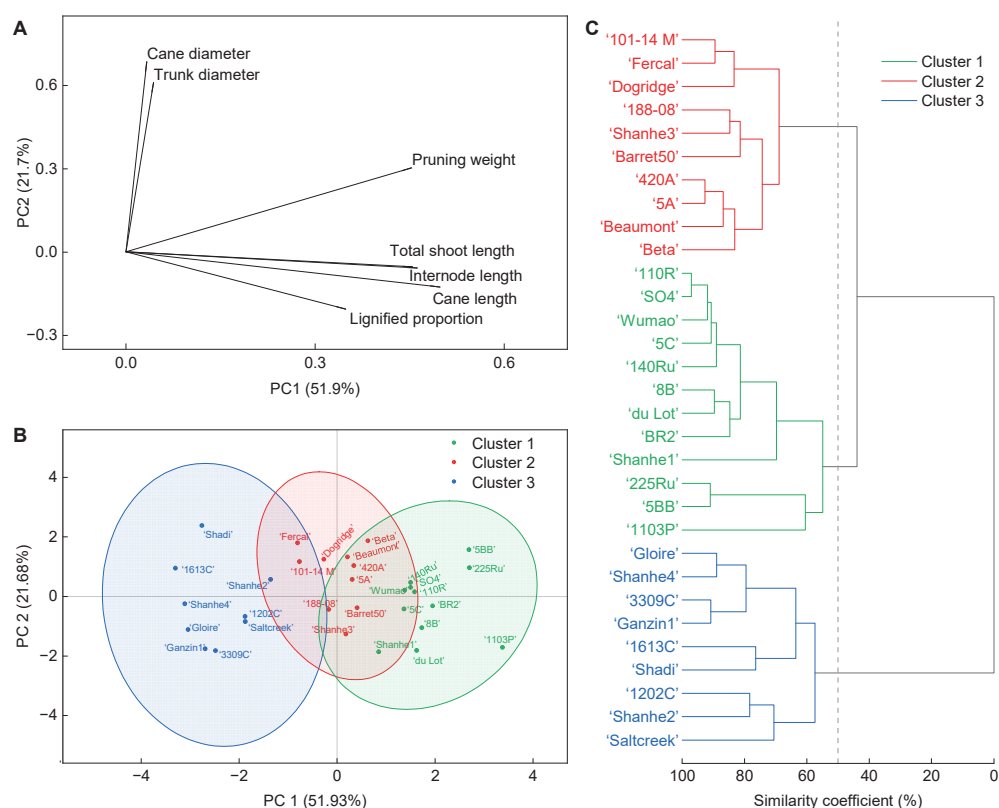 A
Cane diameter
Trunk diameter
Pruning weight
Total shoot length
Internode length
Cane length
Lignified proportion
0.6
0.3
0.0
−0.3
PC2 (21.7%)
0.0 0.3 0.6
PC1 (51.9%)
B
Cluster 1
Cluster 2
Cluster 3
4
2
0
−2
−4
PC 2 (21.68%)
−4 −2 0 2 4
PC 1 (51.93%)
'Shadi'
'1613C'
'Shanhe2'
'Shanhe4'
'1202C'
'Gloire'
'Saltcreek'
'Ganzin1'
'3309C'
'Fercal'
'Dogridge'
'Beta'
'Beaumont'
'101-14 M'
'420A'
'5A'
'188-08'
'Barret50'
'Shanhe3'
'5BB'
'225Ru'
'140Ru'
'SO4'
'Wumao'
'110R'
'5C'
'BR2'
'8B'
'Shanhe1'
'du Lot'
'1103P'
C
Cluster 1
Cluster 2
Cluster 3
'101-14 M'
'Fercal'
'Dogridge'
'188-08'
'Shanhe3'
'Barret50'
'420A'
'5A'
'Beaumont'
'Beta'
'110R'
'SO4'
'Wumao'
'5C'
'140Ru'
'8B'
'du Lot'
'BR2'
'Shanhe1'
'225Ru'
'5BB'
'1103P'
'Gloire'
'Shanhe4'
'3309C'
'Ganzin1'
'1613C'
'Shadi'
'1202C'
'Shanhe2'
'Saltcreek'
100 80 60 40 20 0
Similarity coefficient (%)